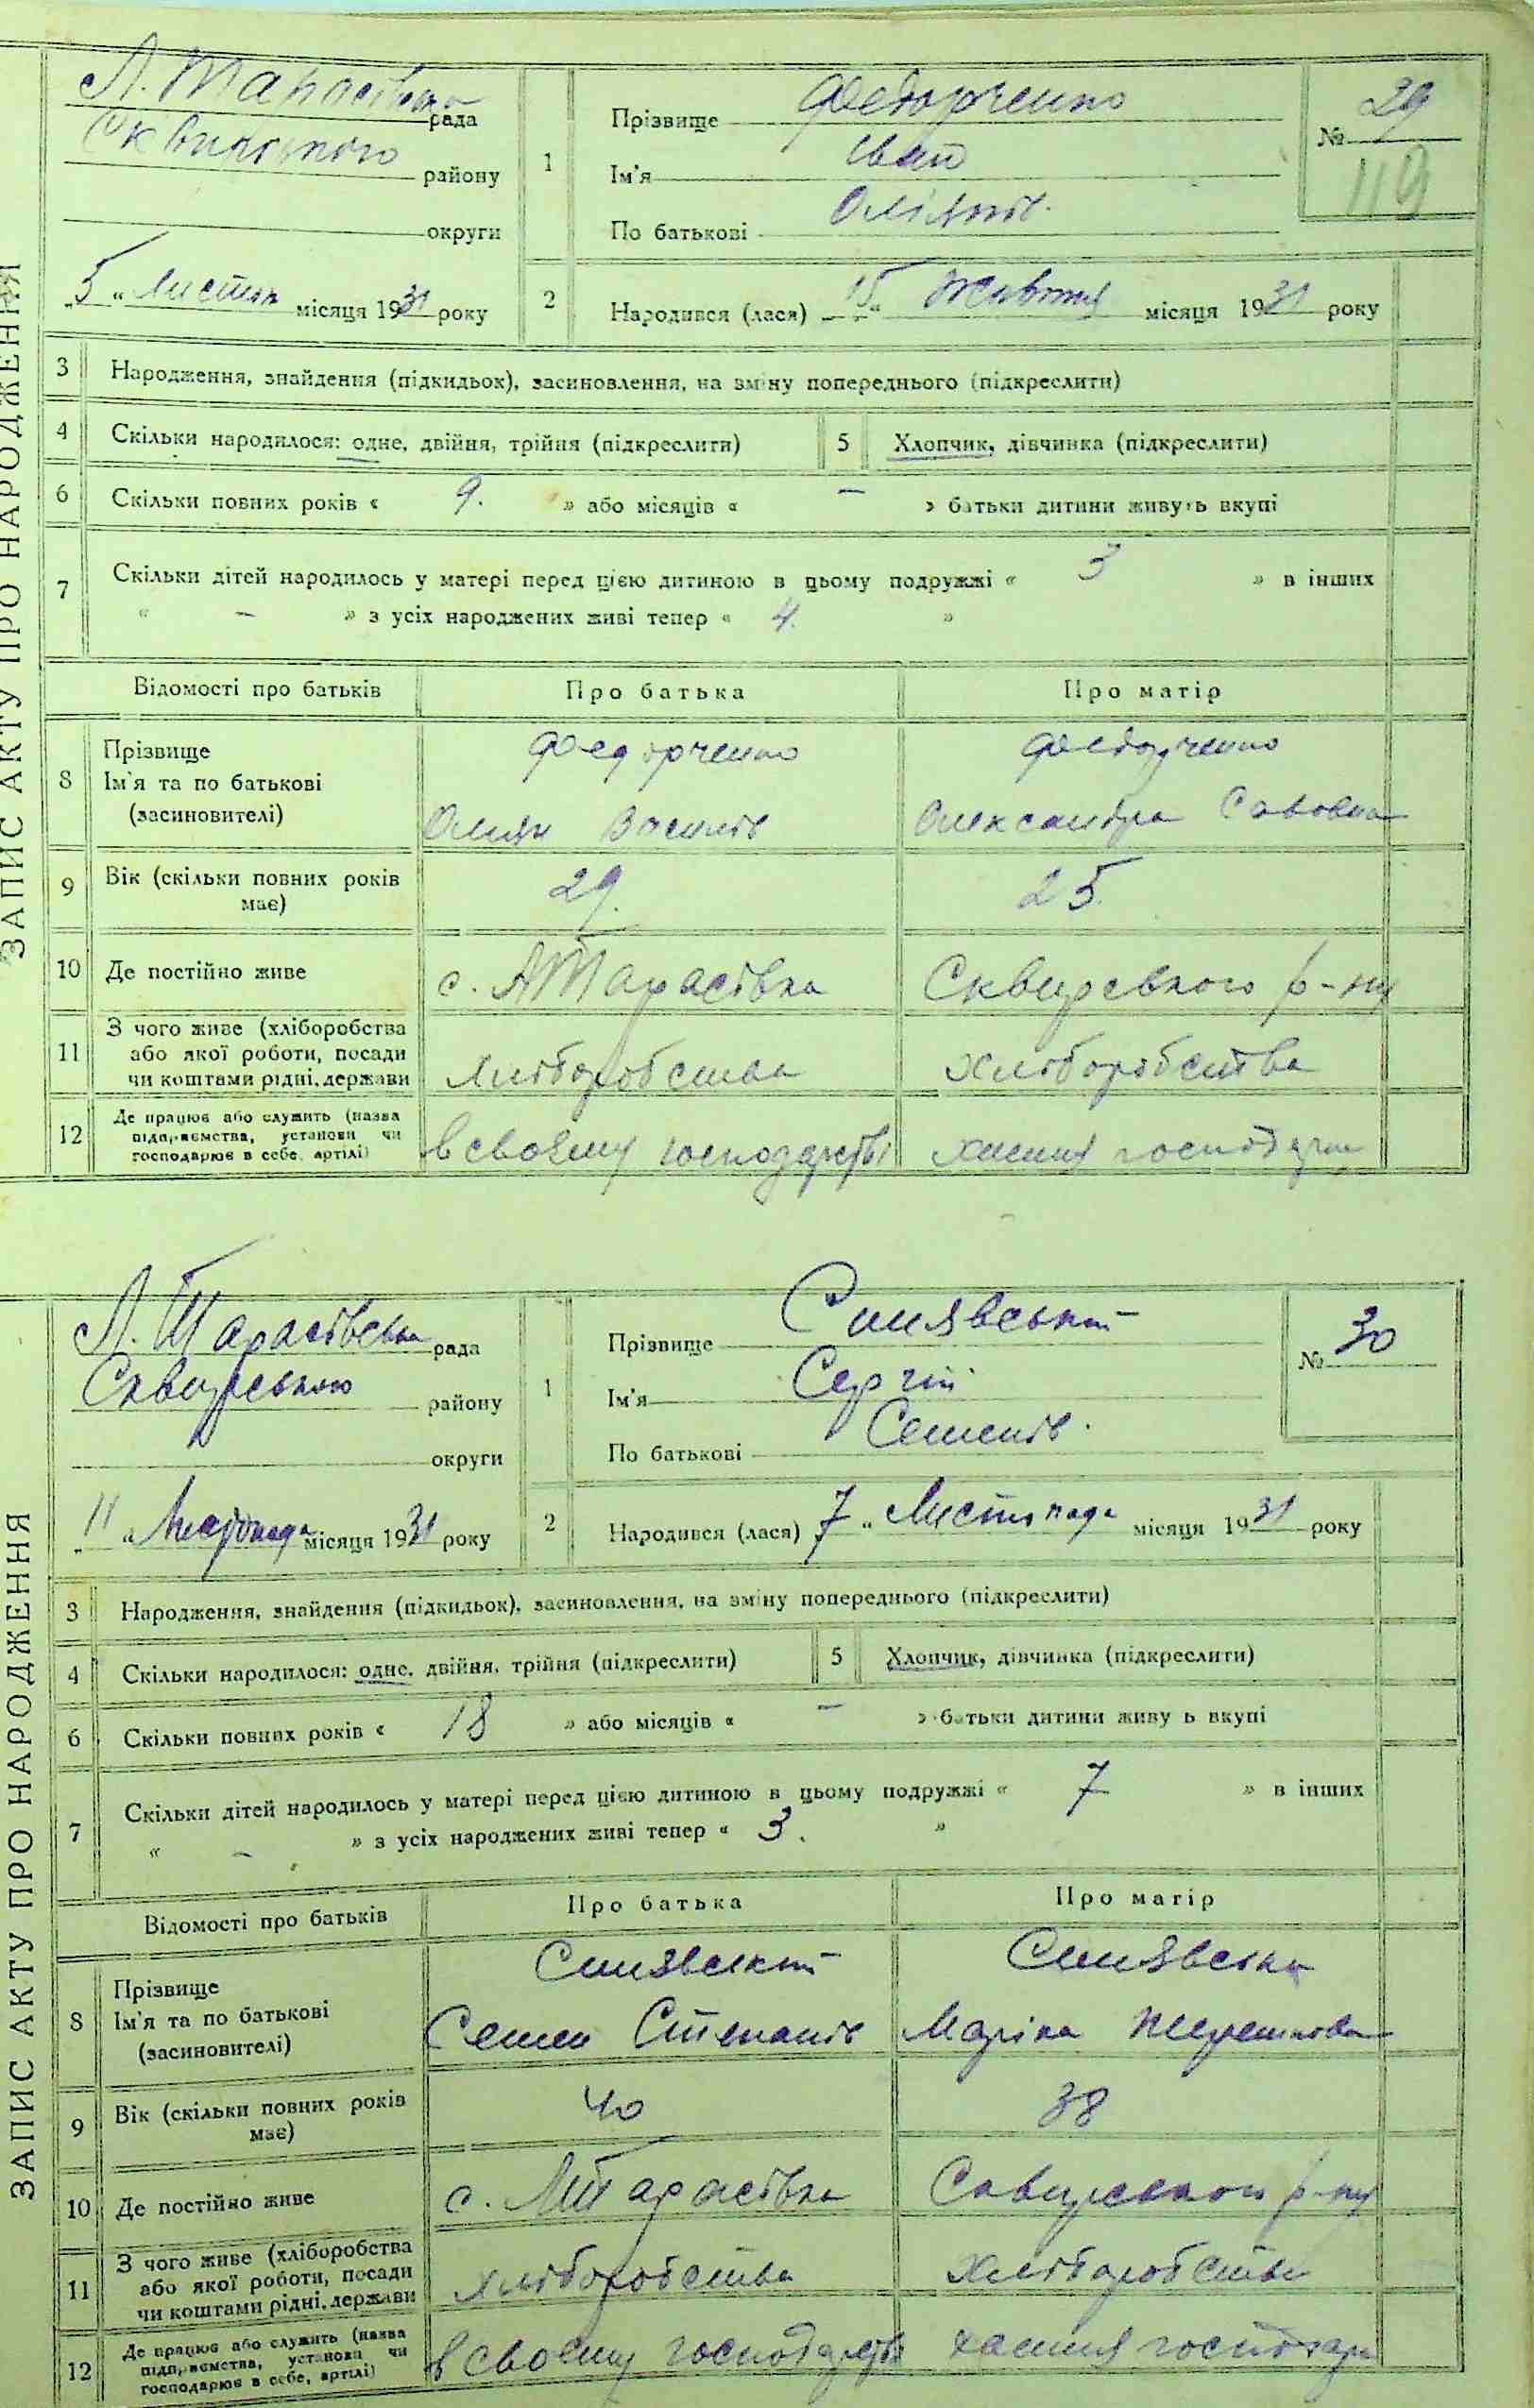 ЗАПИС АКТУ ПРО НАРОДЖЕННЯ
рада
району
округи
"5" Листоп місяця 1931 року
1
Прізвище Федорченко
Ім'я Іван
По батькові
№ 29
119
2
Народився (лася) 15 " Жовтня місяця 1931 року
3 Народження, знайдення (підкидьок), засиновлення, на зміну попереднього (підкреслити)
4 Скільки народилося: одне, двійня, трійня (підкреслити) 5 Хлопчик, дівчинка (підкреслити)
6 Скільки повних років « 9. » або місяців « – » батьки дитини живуть вкупі
7 Скільки дітей народилось у матері перед цією дитиною в цьому подружжі « 3 » в інших
« – » з усіх народжених живі тепер « 4. »
Відомості про батьків Про батька Про матір
8 Прізвище
Ім'я та по батькові
(засиновителі)
Федорченко Федорченко
Василів Олександра Савовна
9 Вік (скільки повних років
має)
29. 25.
10 Де постійно живе с. Тарасівка Сквирського р-ну
11 З чого живе (хліборобства
або якої роботи, посади
чи коштами рідні, держави
Хліборобства Хліборобства
12 Де працює або служить (назва
підприємства, установи чи
господарює в себе, артілі)
в своєму господарстві
ЗАПИС АКТУ ПРО НАРОДЖЕННЯ
Л. Тарасівська рада
Сквирського району
округи
"11" Листопада місяця 1931 року
1
Прізвище Синявський
Ім'я Сергій
По батькові Семенів.
№ 30
2
Народився (лася) 7 " Листопада місяця 1931 року
3 Народження, знайдення (підкидьок), засиновлення, на зміну попереднього (підкреслити)
4 Скільки народилося: одне, двійня, трійня (підкреслити) 5 Хлопчик, дівчинка (підкреслити)
6 Скільки повних років « 18 » або місяців « – » батьки дитини живу ь вкупі
7 Скільки дітей народилось у матері перед цією дитиною в цьому подружжі « 7 » в інших
« – » з усіх народжених живі тепер « 3. »
Відомості про батьків Про батька Про матір
8 Прізвище
Ім'я та по батькові
(засиновителі)
Синявський Синявська
Семен Степанів Маріна
9 Вік (скільки повних років
має)
40 38
10 Де постійно живе с. Тарасівка Сквирського р-ну
11 З чого живе (хліборобства
або якої роботи, посади
чи коштами рідні, держави
хліборобства Хліборобства
12 Де працює або служить (назва
підприємства, установи чи
господарює в себе, артілі)
в своєму господарстві